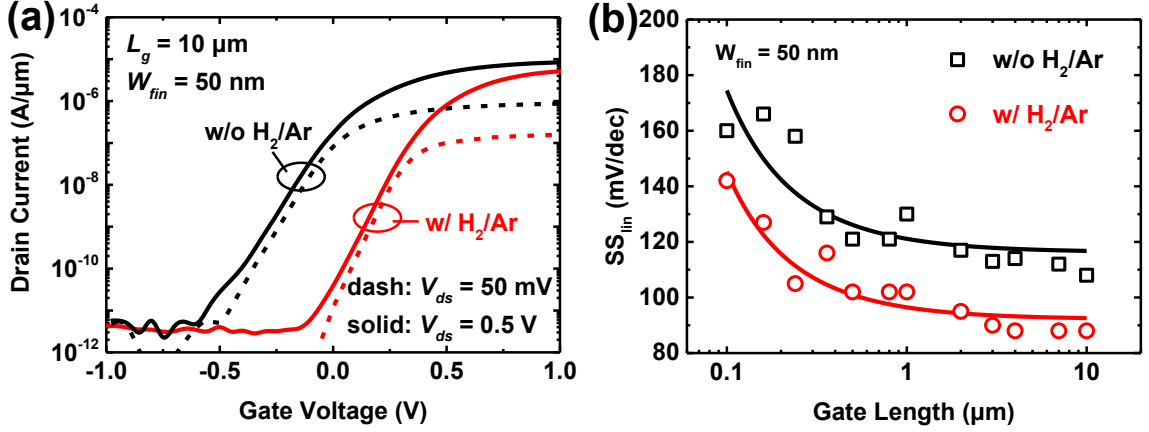 (a)
Drain Current (A/µm)
10⁻⁴
10⁻⁶
10⁻⁸
10⁻¹⁰
10⁻¹²
L_g = 10 µm
W_fin = 50 nm
w/o H₂/Ar
w/ H₂/Ar
dash: V_ds = 50 mV
solid: V_ds = 0.5 V
-1.0 -0.5 0.0 0.5 1.0
Gate Voltage (V)
(b)
SS_lin (mV/dec)
200
180
160
140
120
100
80
W_fin = 50 nm
w/o H₂/Ar
w/ H₂/Ar
0.1 1 10
Gate Length (µm)